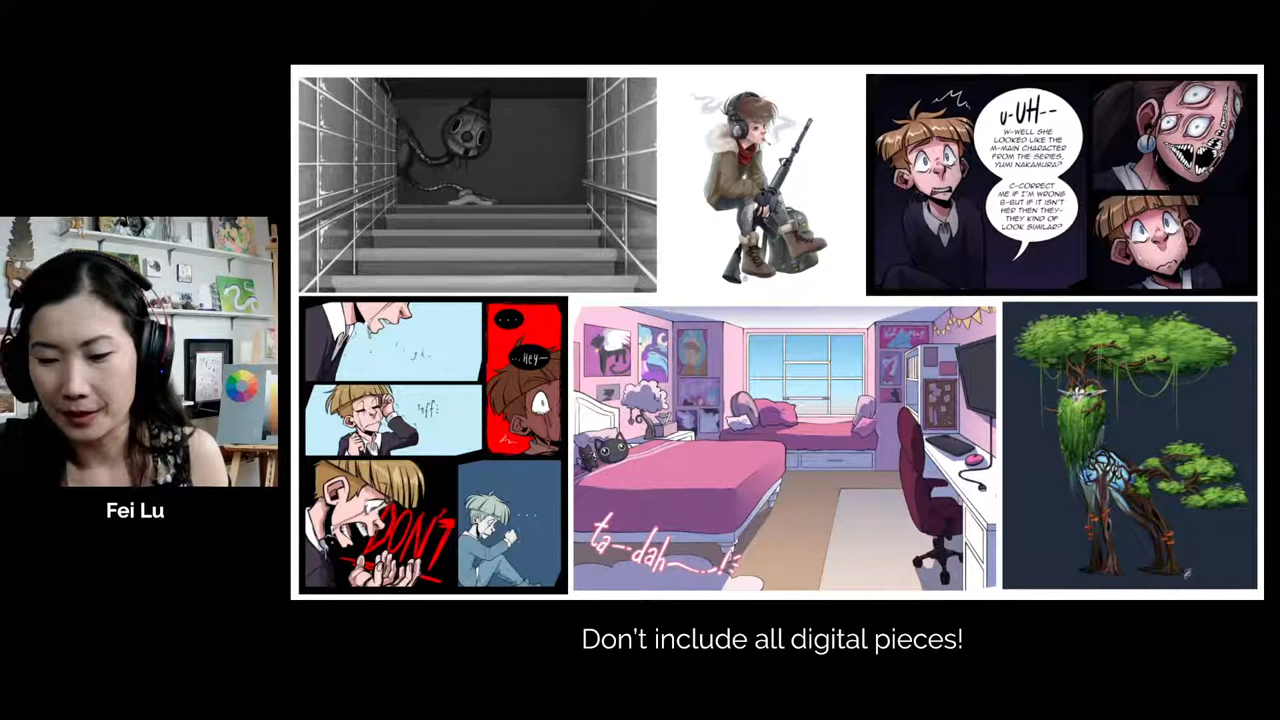 U-UH--
W-WELL SHE
LOOKED LIKE THE
M-MAIN CHARACTER
FROM THE SERIES,
YUMI NAKAMURA?
C-CORRECT
ME IF I'M WRONG
B-BUT IF IT ISN'T
HER THEN THEY-
THEY KIND OF
LOOK SIMILAR?
...
...HEY—
DON'T
....
ta-dah~..!
Fei Lu
Don't include all digital pieces!